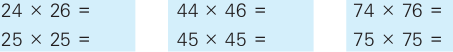 24 × 26 = 44 × 46 = 74 × 76 =
25 × 25 = 45 × 45 = 75 × 75 =